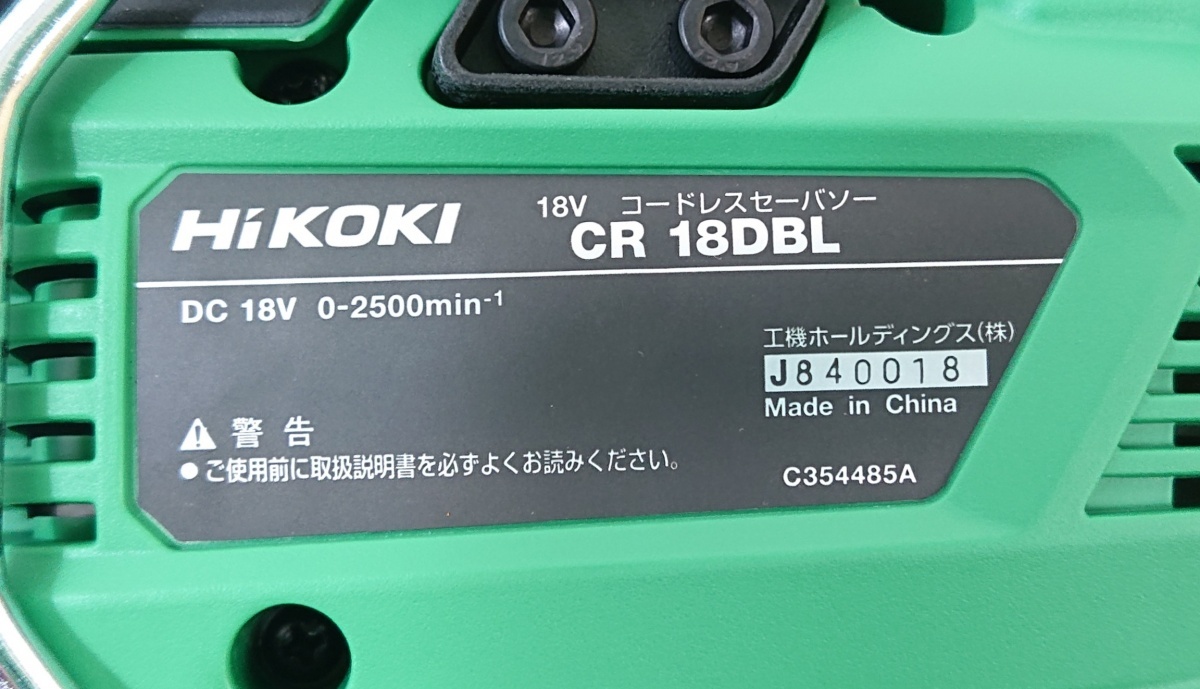 HiKOKI
18V コードレスセーバソー
CR 18DBL
DC 18V 0-2500min-1
工機ホールディングス(株)
J840018
Made in China
警告
●ご使用前に取扱説明書を必ずよくお読みください。
C354485A